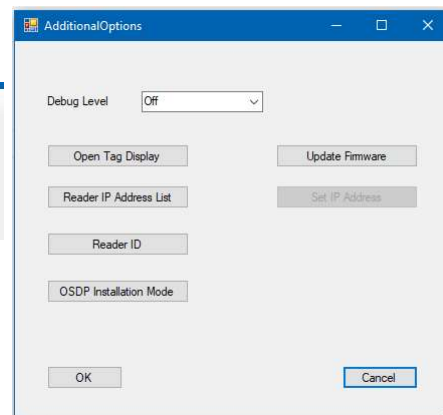 AdditionalOptions
Debug Level Off
Open Tag Display Update Firmware
Reader IP Address List Set IP Address
Reader ID
OSDP Installation Mode
OK Cancel